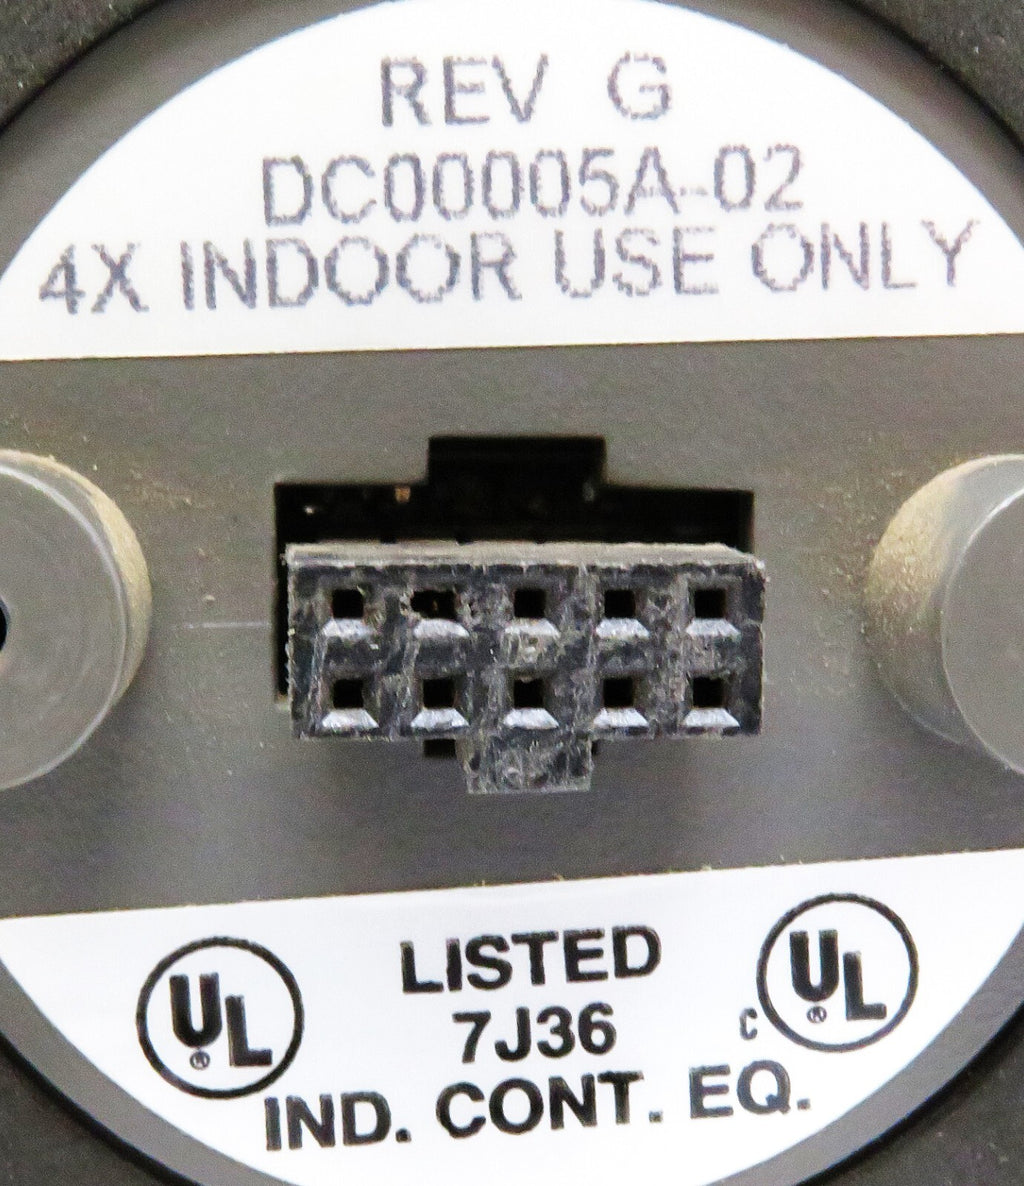 REV G
DC00005A-02
4X INDOOR USE ONLY
LISTED
UL ® 7J36 c UL ®
IND. CONT. EQ.